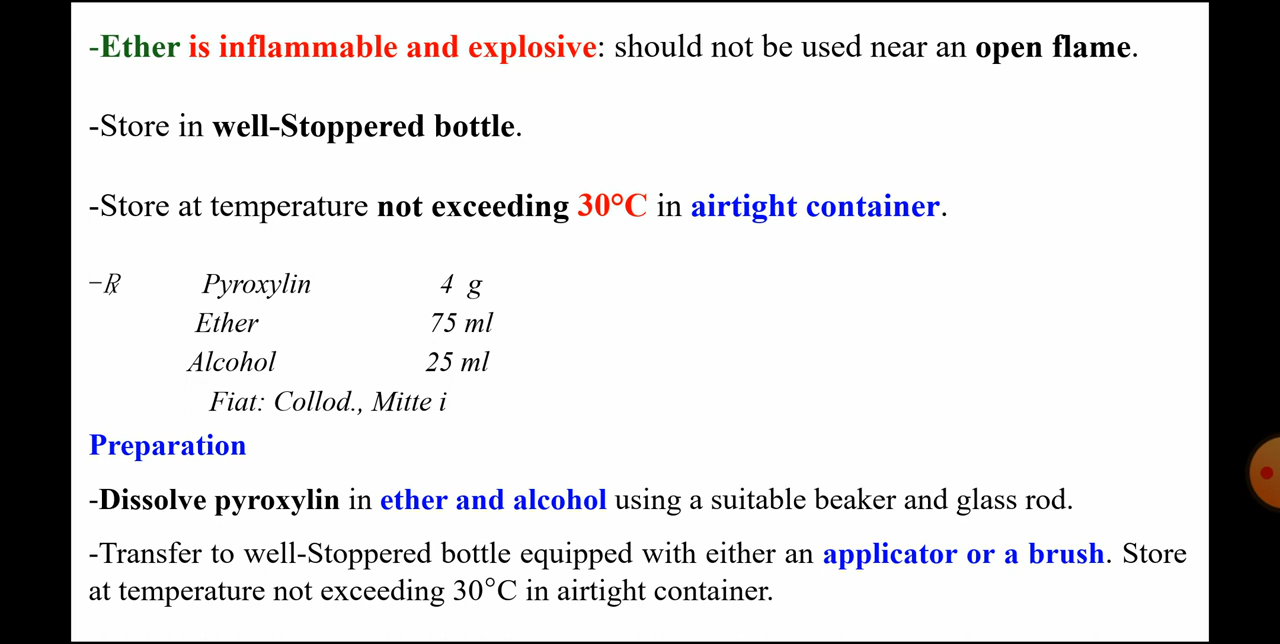 -Ether is inflammable and explosive: should not be used near an open flame.
-Store in well-Stoppered bottle.
-Store at temperature not exceeding 30°C in airtight container.
-℞ Pyroxylin 4 g
Ether 75 ml
Alcohol 25 ml
Fiat: Collod., Mitte i
Preparation
-Dissolve pyroxylin in ether and alcohol using a suitable beaker and glass rod.
-Transfer to well-Stoppered bottle equipped with either an applicator or a brush. Store
at temperature not exceeding 30°C in airtight container.